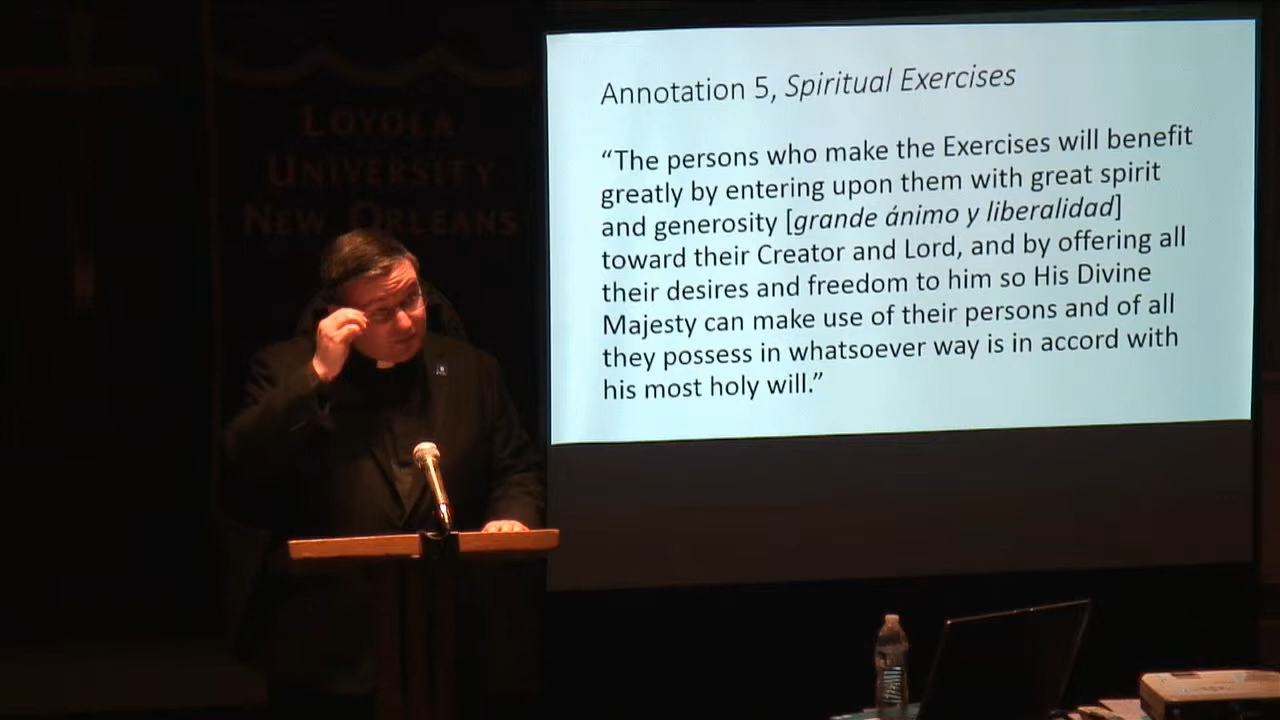 LOYOLA
UNIVERSITY
NEW ORLEANS
Annotation 5, Spiritual Exercises
“The persons who make the Exercises will benefit
greatly by entering upon them with great spirit
and generosity [grande ánimo y liberalidad]
toward their Creator and Lord, and by offering all
their desires and freedom to him so His Divine
Majesty can make use of their persons and of all
they possess in whatsoever way is in accord with
his most holy will.”